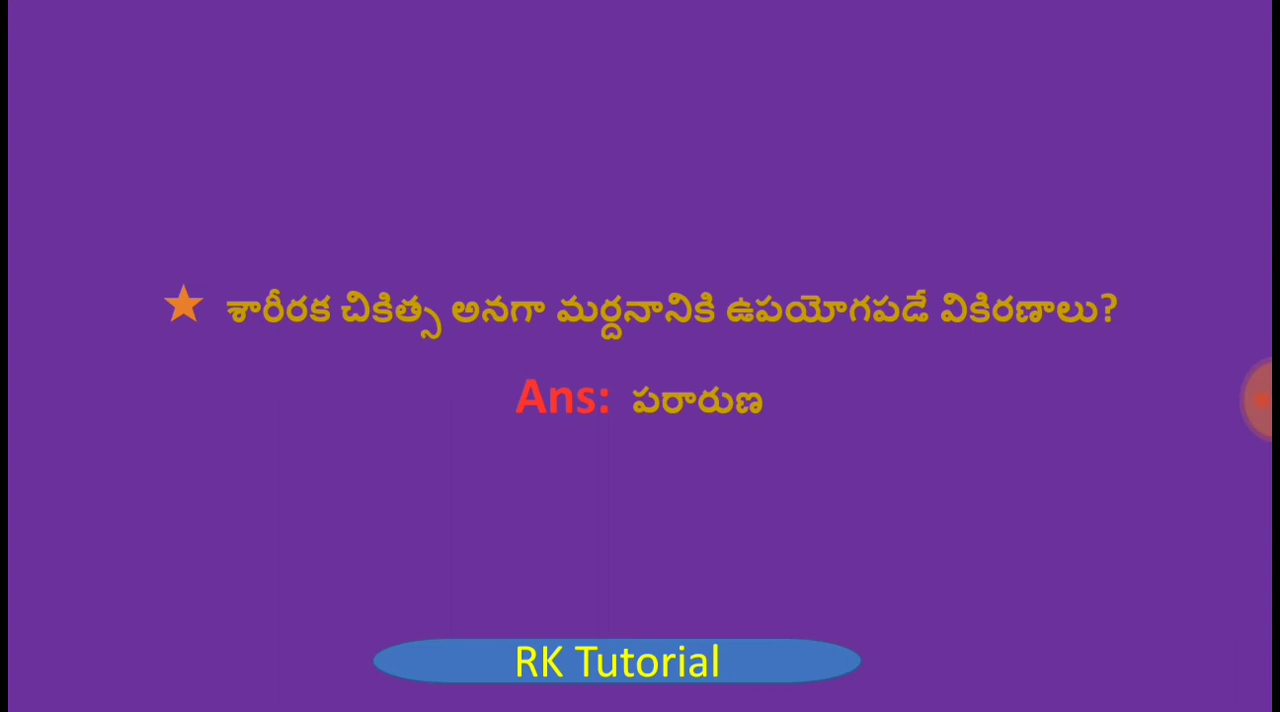 శారీరక చికిత్స అనగా మర్దనానికి ఉపయోగపడే వికిరణాలు?
Ans: పరారుణ
RK Tutorial